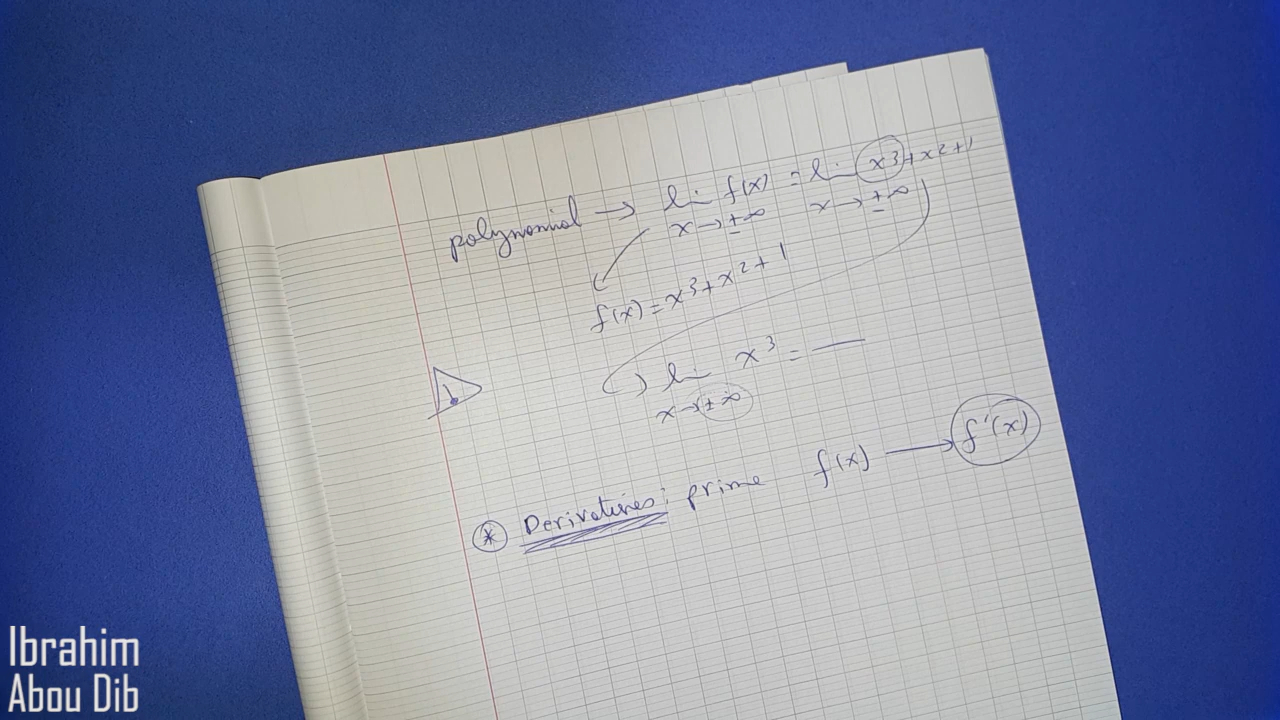 polynomial → lim f(x) = lim x³+x²+1
x→±∞ x→±∞
f(x)=x³+x²+1
lim x³ =
x→±∞
* Derivatives: prime f(x) → f'(x)
Ibrahim
Abou Dib